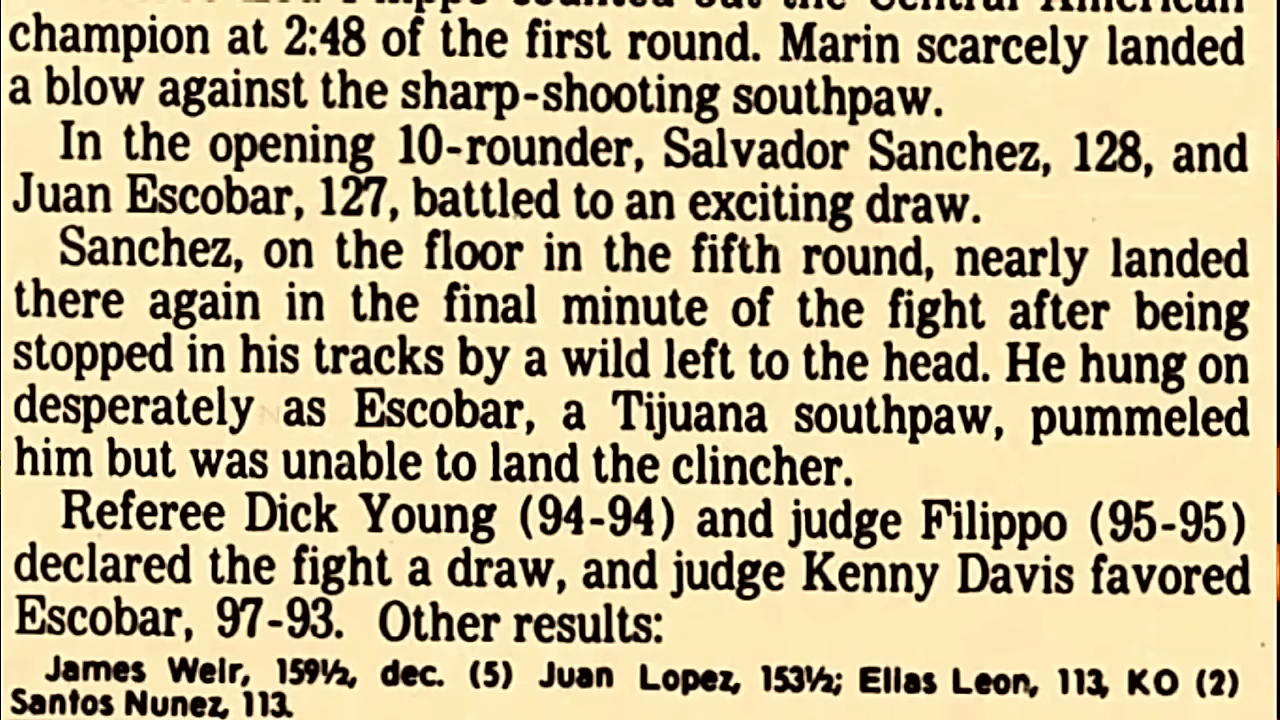 champion at 2:48 of the first round. Marin scarcely landed
a blow against the sharp-shooting southpaw.
In the opening 10-rounder, Salvador Sanchez, 128, and
Juan Escobar, 127, battled to an exciting draw.
Sanchez, on the floor in the fifth round, nearly landed
there again in the final minute of the fight after being
stopped in his tracks by a wild left to the head. He hung on
desperately as Escobar, a Tijuana southpaw, pummeled
him but was unable to land the clincher.
Referee Dick Young (94-94) and judge Filippo (95-95)
declared the fight a draw, and judge Kenny Davis favored
Escobar, 97-93. Other results:
James Weir, 159½, dec. (5) Juan Lopez, 153½; Elias Leon, 113, KO (2)
Santos Nunez, 113.